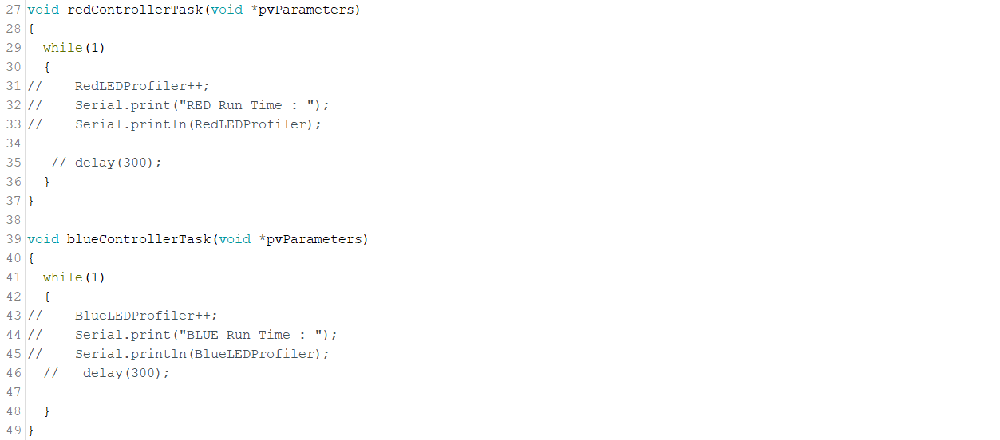 27 void redControllerTask(void *pvParameters)
28 {
29   while(1)
30   {
31 //    RedLEDProfiler++;
32 //    Serial.print("RED Run Time : ");
33 //    Serial.println(RedLEDProfiler);
34
35    // delay(300);
36   }
37 }
38
39 void blueControllerTask(void *pvParameters)
40 {
41   while(1)
42   {
43 //    BlueLEDProfiler++;
44 //    Serial.print("BLUE Run Time : ");
45 //    Serial.println(BlueLEDProfiler);
46   //   delay(300);
47
48   }
49 }